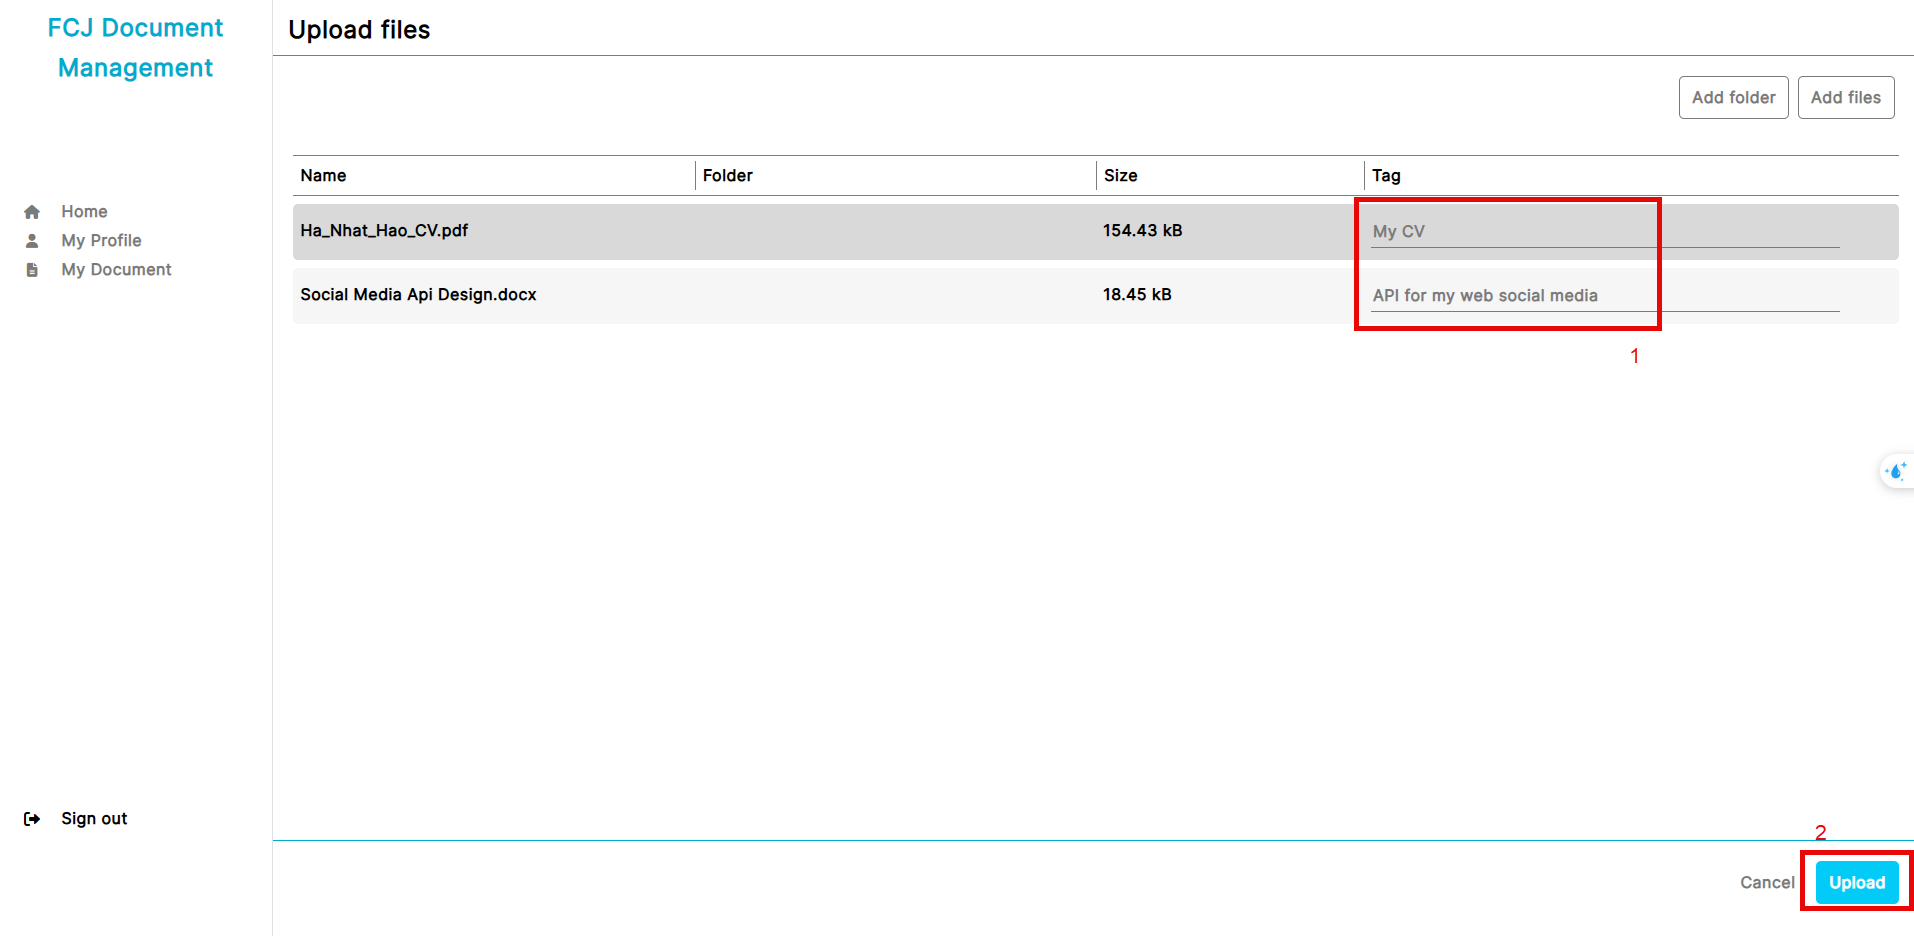 FCJ Document
Management
Upload files
Add folder
Add files
Name
Folder
Size
Tag
Home
My Profile
My Document
Ha_Nhat_Hao_CV.pdf
154.43 kB
My CV
Social Media Api Design.docx
18.45 kB
API for my web social media
1
Sign out
2
Cancel
Upload